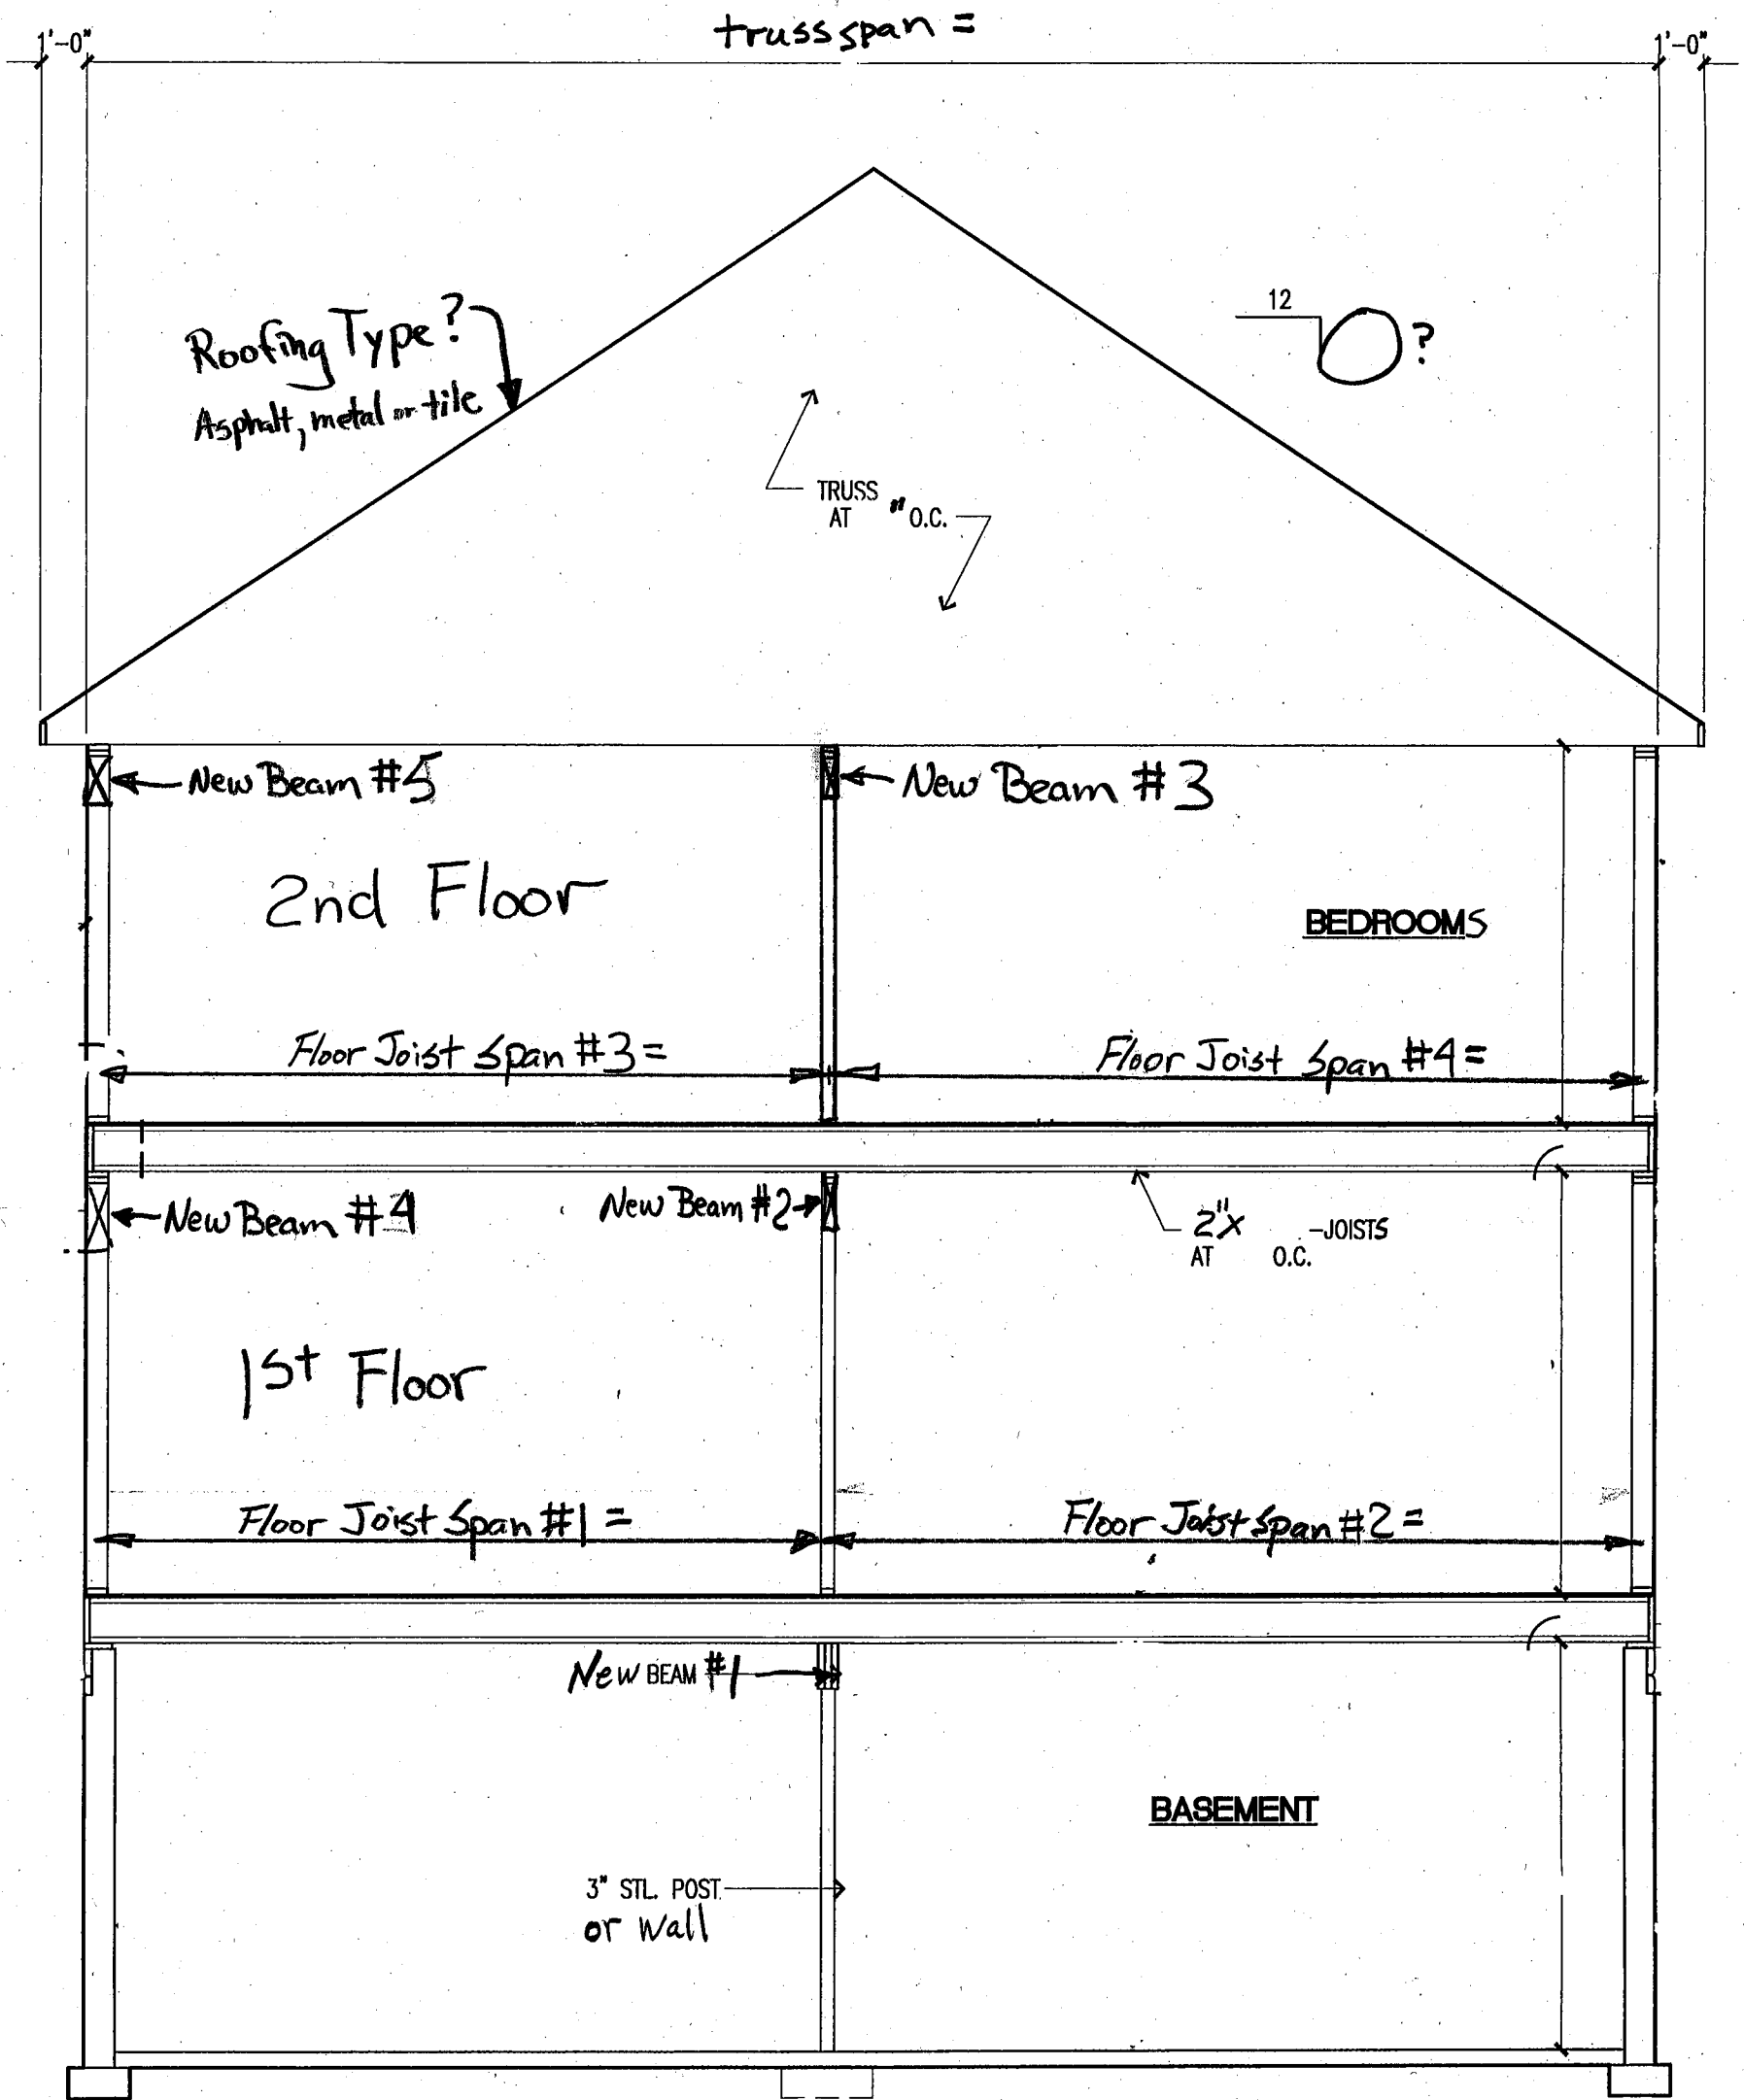 truss span =
1'-0"
1'-0"
Roofing Type?
Asphalt, metal or tile
12
?
TRUSS
AT " O.C.
New Beam #5
New Beam #3
2nd Floor
BEDROOMS
Floor Joist Span #3 =
Floor Joist Span #4 =
New Beam #4
New Beam #2
2"X -JOISTS
AT O.C.
1st Floor
Floor Joist Span #1 =
Floor Joist Span #2 =
New BEAM #1
BASEMENT
3" STL. POST
or Wall